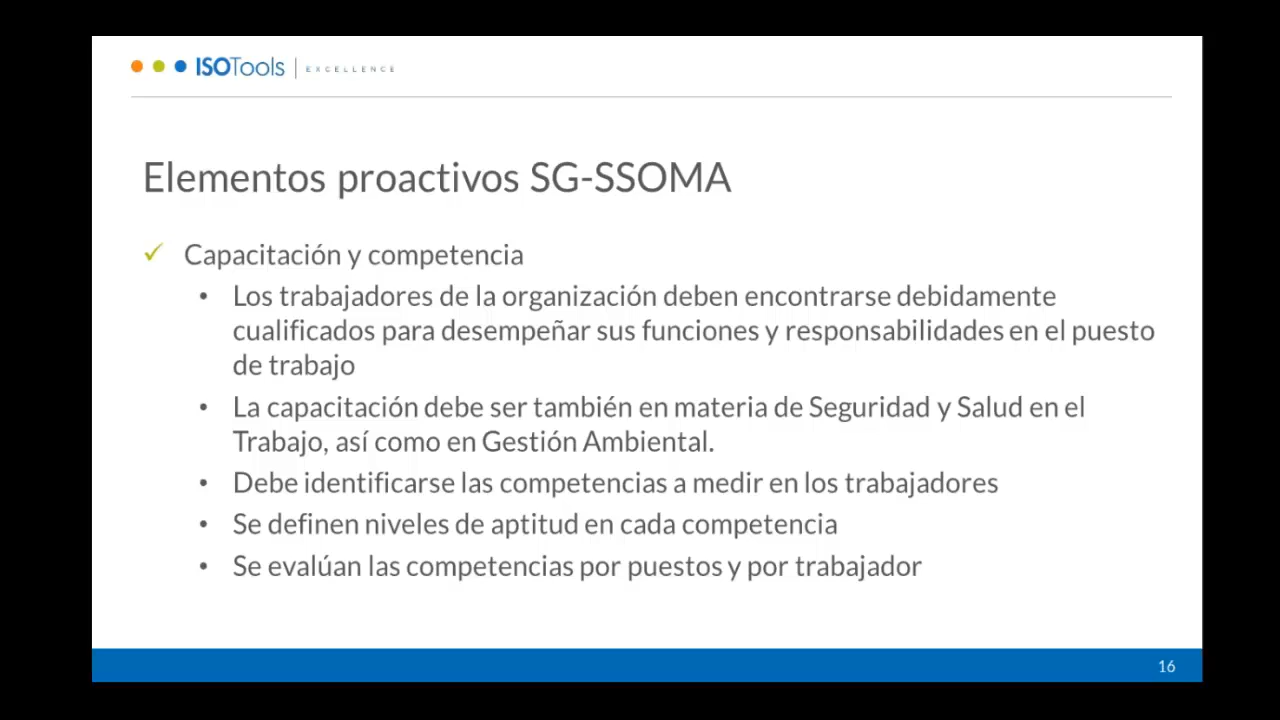 ISOTools | EXCELLENCE
Elementos proactivos SG-SSOMA
✓ Capacitación y competencia
• Los trabajadores de la organización deben encontrarse debidamente
cualificados para desempeñar sus funciones y responsabilidades en el puesto
de trabajo
• La capacitación debe ser también en materia de Seguridad y Salud en el
Trabajo, así como en Gestión Ambiental.
• Debe identificarse las competencias a medir en los trabajadores
• Se definen niveles de aptitud en cada competencia
• Se evalúan las competencias por puestos y por trabajador
16